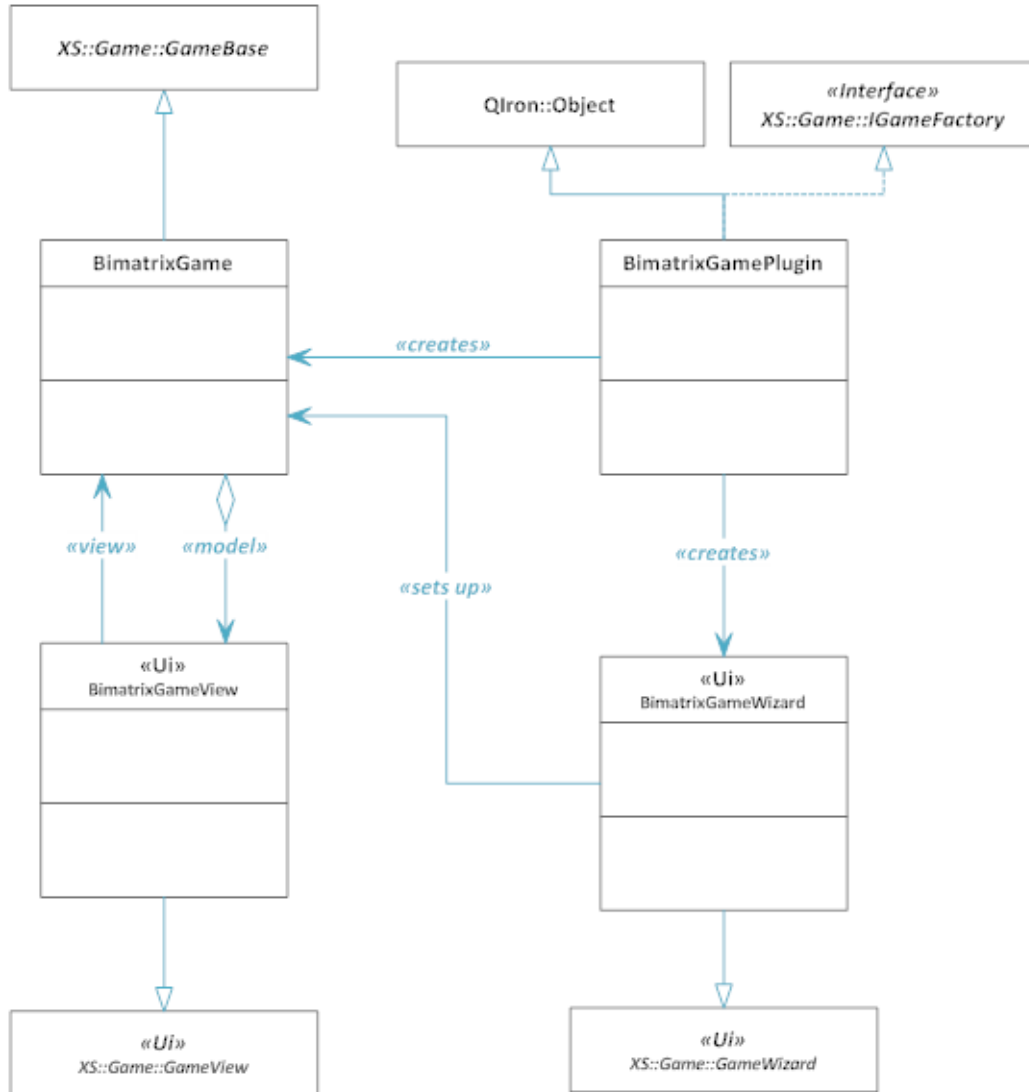 XS::Game::GameBase
QIron::Object
«Interface»
XS::Game::IGameFactory
BimatrixGame
BimatrixGamePlugin
«creates»
«view»
«model»
«creates»
«sets up»
«Ui»
BimatrixGameView
«Ui»
BimatrixGameWizard
«Ui»
XS::Game::GameView
«Ui»
XS::Game::GameWizard